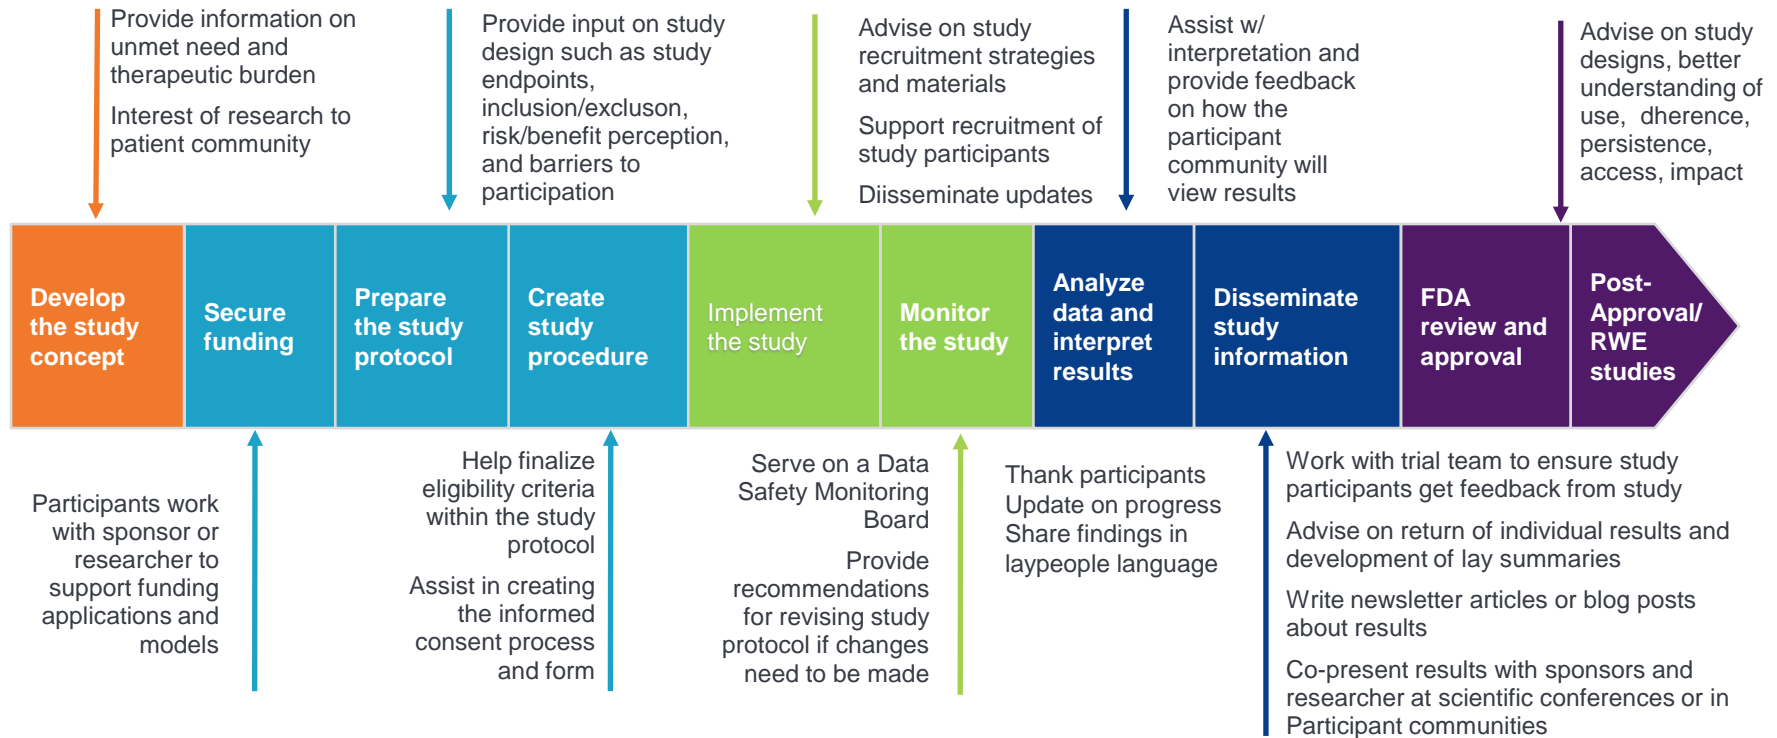 Provide information on
unmet need and
therapeutic burden
Interest of research to
patient community
Provide input on study
design such as study
endpoints,
inclusion/excluson,
risk/benefit perception,
and barriers to
participation
Advise on study
recruitment strategies
and materials
Support recruitment of
study participants
Diisseminate updates
Assist w/
interpretation and
provide feedback
on how the
participant
community will
view results
Advise on study
designs, better
understanding of
use,  dherence,
persistence,
access, impact
Develop
the study
concept
Secure
funding
Prepare
the study
protocol
Create
study
procedure
Implement
the study
Monitor
the study
Analyze
data and
interpret
results
Disseminate
study
information
FDA
review and
approval
Post-
Approval/
RWE
studies
Participants work
with sponsor or
researcher to
support funding
applications and
models
Help finalize
eligibility criteria
within the study
protocol
Assist in creating
the informed
consent process
and form
Serve on a Data
Safety Monitoring
Board
Provide
recommendations
for revising study
protocol if changes
need to be made
Thank participants
Update on progress
Share findings in
laypeople language
Work with trial team to ensure study
participants get feedback from study
Advise on return of individual results and
development of lay summaries
Write newsletter articles or blog posts
about results
Co-present results with sponsors and
researcher at scientific conferences or in
Participant communities